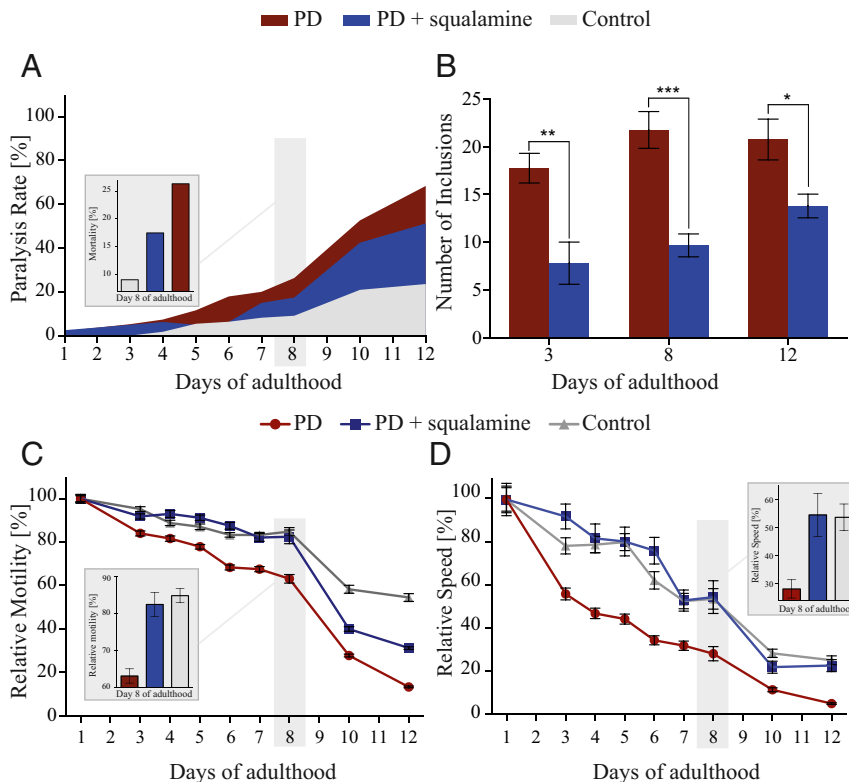 PD PD + squalamine Control
A
Paralysis Rate [%]
100
80
60
40
20
0
1 2 3 4 5 6 7 8 9 10 11 12
Days of adulthood
Mortality [%]
25
20
15
10
Day 8 of adulthood
B
Number of Inclusions
25
20
15
10
5
0
** *** *
3 8 12
Days of adulthood
PD PD + squalamine Control
C
Relative Motility [%]
100
80
60
40
20
0
1 2 3 4 5 6 7 8 9 10 11 12
Days of adulthood
Relative motility [%]
90
80
70
60
Day 8 of adulthood
D
Relative Speed [%]
100
80
60
40
20
0
1 2 3 4 5 6 7 8 9 10 11 12
Days of adulthood
Relative Speed [%]
60
50
40
30
Day 8 of adulthood